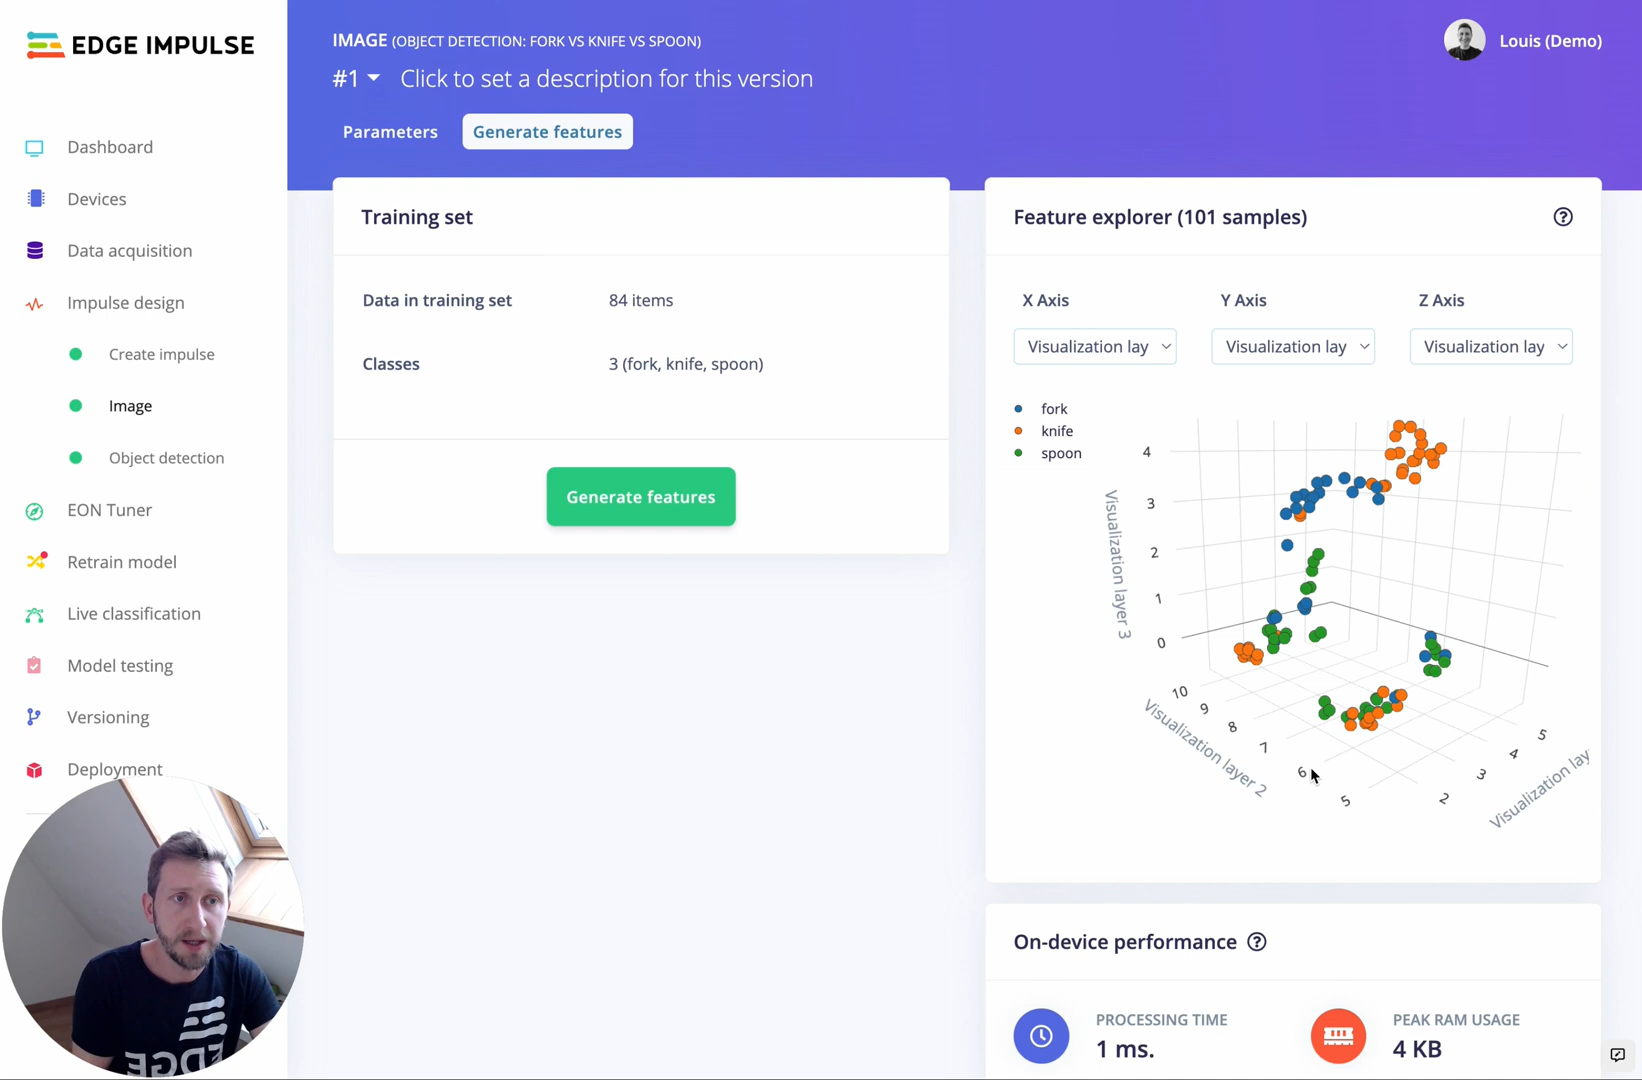 EDGE IMPULSE
IMAGE (OBJECT DETECTION: FORK VS KNIFE VS SPOON)
#1 Click to set a description for this version
Louis (Demo)
Parameters
Generate features
Dashboard
Devices
Data acquisition
Impulse design
Create impulse
Image
Object detection
EON Tuner
Retrain model
Live classification
Model testing
Versioning
Deployment
Training set
Data in training set 84 items
Classes 3 (fork, knife, spoon)
Generate features
Feature explorer (101 samples)
X Axis Y Axis Z Axis
Visualization lay Visualization lay Visualization lay
fork
knife
spoon
4
3
2
1
0
Visualization layer 3
10
9
8
7
6
5
Visualization layer 2
2
3
4
5
Visualization lay
On-device performance
PROCESSING TIME
1 ms.
PEAK RAM USAGE
4 KB
EDGE